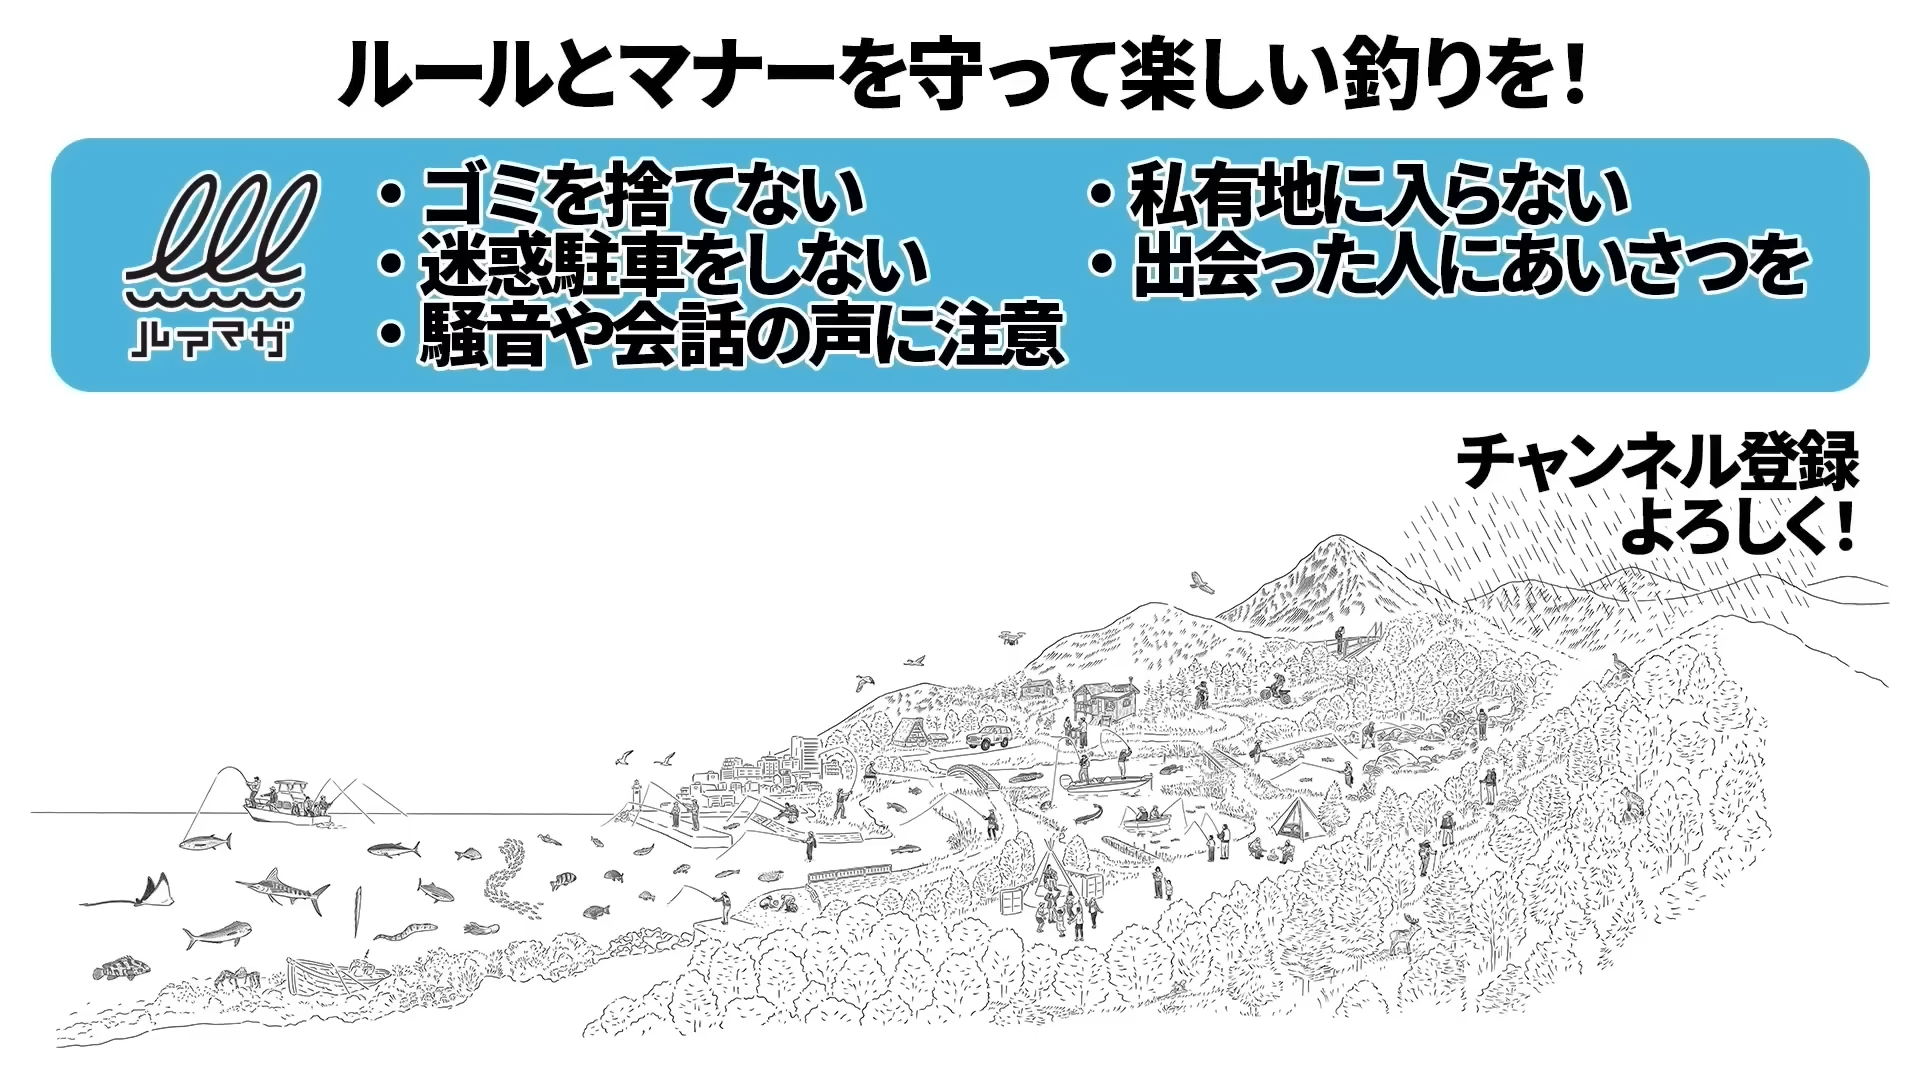 ルールとマナーを守って楽しい釣りを！
ルアマガ
・ゴミを捨てない
・迷惑駐車をしない
・騒音や会話の声に注意
・私有地に入らない
・出会った人にあいさつを
チャンネル登録
よろしく！